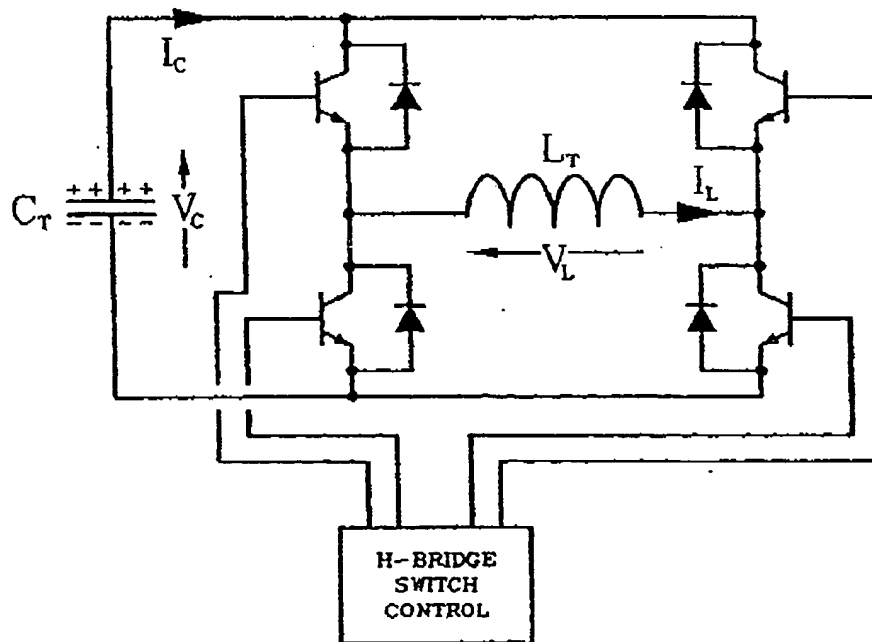 I_C
+ + + +
C_T
- - - -
V_C
L_T
I_L
V_L
H-BRIDGE
SWITCH
CONTROL